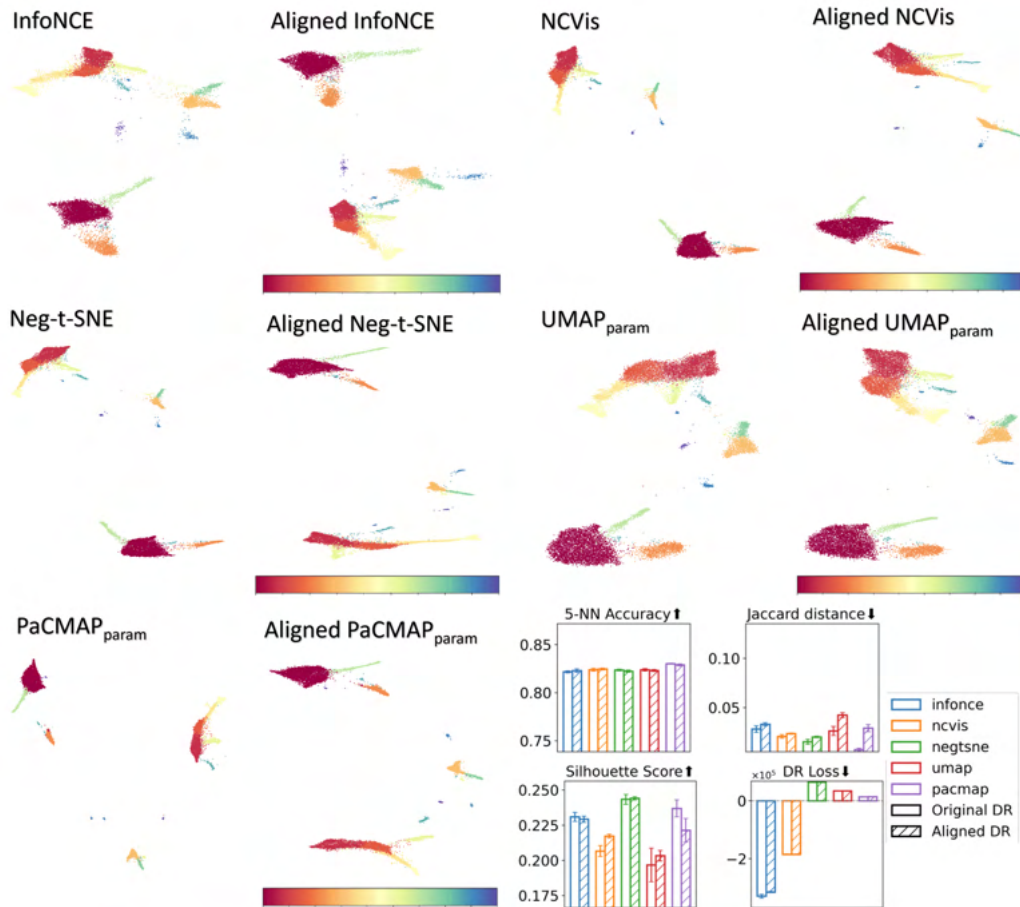 InfoNCE
Aligned InfoNCE
NCVis
Aligned NCVis
Neg-t-SNE
Aligned Neg-t-SNE
UMAPparam
Aligned UMAPparam
PaCMAPparam
Aligned PaCMAPparam
5-NN Accuracy⬆
0.85
0.80
0.75
Jaccard distance⬇
0.10
0.05
Silhouette Score⬆
0.250
0.225
0.200
0.175
×10⁵ DR Loss⬇
0
−2
infonce
ncvis
negtsne
umap
pacmap
Original DR
Aligned DR